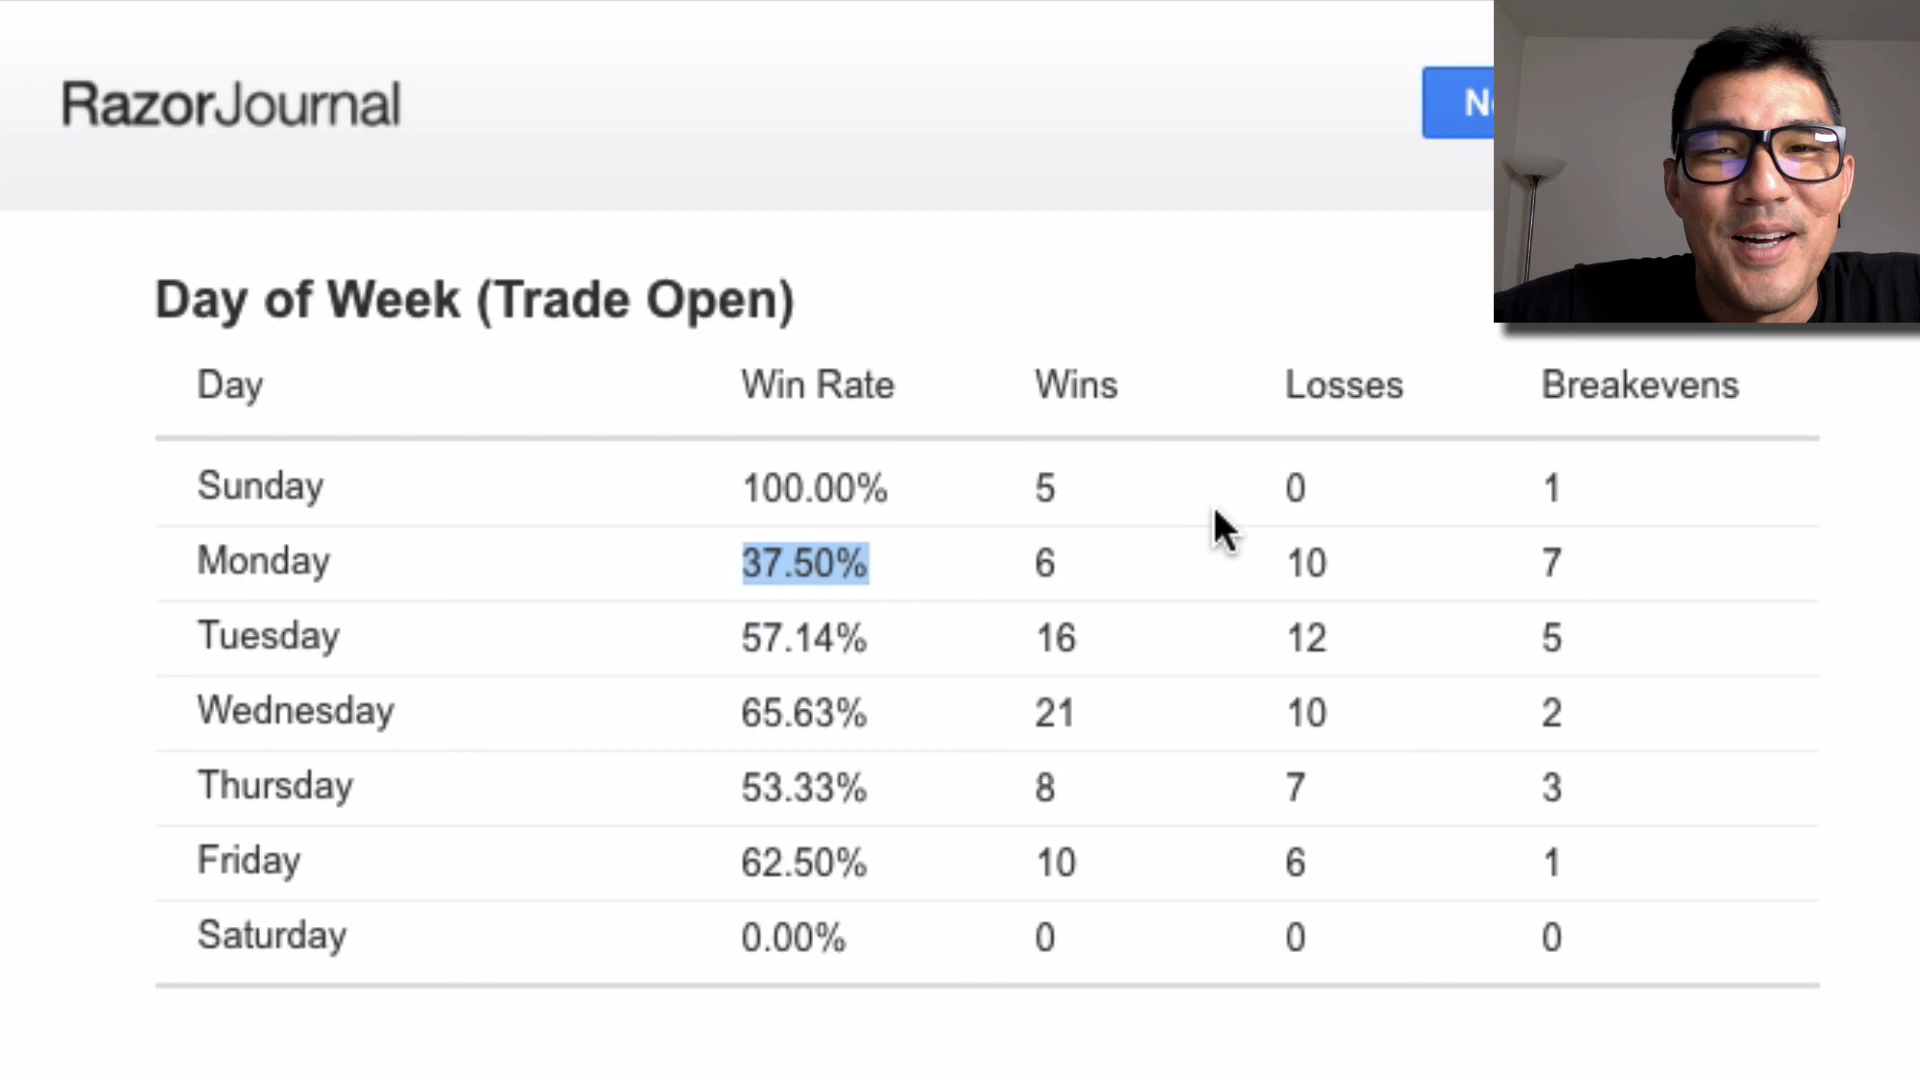 RazorJournal
Day of Week (Trade Open)
Day Win Rate Wins Losses Breakevens
Sunday 100.00% 5 0 1
Monday 37.50% 6 10 7
Tuesday 57.14% 16 12 5
Wednesday 65.63% 21 10 2
Thursday 53.33% 8 7 3
Friday 62.50% 10 6 1
Saturday 0.00% 0 0 0